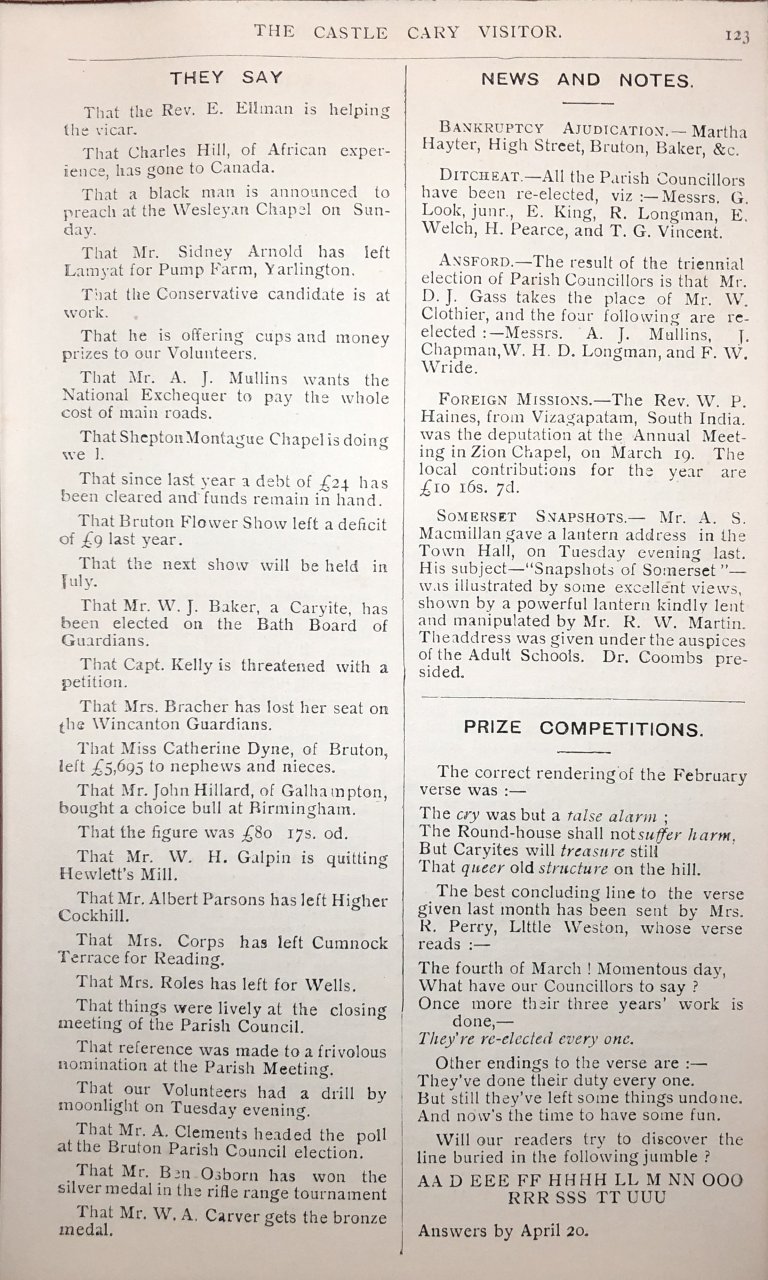 THE CASTLE CARY VISITOR.
123
THEY SAY
That the Rev. E. Ellman is helping
the vicar.
That Charles Hill, of African exper-
ience, has gone to Canada.
That a black man is announced to
preach at the Wesleyan Chapel on Sun-
day.
That Mr. Sidney Arnold has left
Lamyat for Pump Farm, Yarlington.
That the Conservative candidate is at
work.
That he is offering cups and money
prizes to our Volunteers.
That Mr. A. J. Mullins wants the
National Exchequer to pay the whole
cost of main roads.
That Shepton Montague Chapel is doing
we l.
That since last year a debt of £24 has
been cleared and funds remain in hand.
That Bruton Flower Show left a deficit
of £9 last year.
That the next show will be held in
July.
That Mr. W. J. Baker, a Caryite, has
been elected on the Bath Board of
Guardians.
That Capt. Kelly is threatened with a
petition.
That Mrs. Bracher has lost her seat on
the Wincanton Guardians.
That Miss Catherine Dyne, of Bruton,
left £5,695 to nephews and nieces.
That Mr. John Hillard, of Galhampton,
bought a choice bull at Birmingham.
That the figure was £80 17s. 0d.
That Mr. W. H. Galpin is quitting
Hewlett's Mill.
That Mr. Albert Parsons has left Higher
Cockhill.
That Mrs. Corps has left Cumnock
Terrace for Reading.
That Mrs. Roles has left for Wells.
That things were lively at the closing
meeting of the Parish Council.
That reference was made to a frivolous
nomination at the Parish Meeting.
That our Volunteers had a drill by
moonlight on Tuesday evening.
That Mr. A. Clements headed the poll
at the Bruton Parish Council election.
That Mr. Ben Osborn has won the
silver medal in the rifle range tournament
That Mr. W. A. Carver gets the bronze
medal.
NEWS AND NOTES.
BANKRUPTCY AJUDICATION.—Martha
Hayter, High Street, Bruton, Baker, &c.
DITCHEAT.—All the Parish Councillors
have been re-elected, viz :—Messrs. G.
Look, junr., E. King, R. Longman, E.
Welch, H. Pearce, and T. G. Vincent.
ANSFORD.—The result of the triennial
election of Parish Councillors is that Mr.
D. J. Gass takes the place of Mr. W.
Clothier, and the four following are re-
elected :—Messrs. A. J. Mullins, J.
Chapman, W. H. D. Longman, and F. W.
Wride.
FOREIGN MISSIONS.—The Rev. W. P.
Haines, from Vizagapatam, South India.
was the deputation at the Annual Meet-
ing in Zion Chapel, on March 19. The
local contributions for the year are
£10 16s. 7d.
SOMERSET SNAPSHOTS.— Mr. A. S.
Macmillan gave a lantern address in the
Town Hall, on Tuesday evening last.
His subject—"Snapshots of Somerset"—
was illustrated by some excellent views,
shown by a powerful lantern kindly lent
and manipulated by Mr. R. W. Martin.
The address was given under the auspices
of the Adult Schools. Dr. Coombs pre-
sided.
PRIZE COMPETITIONS.
The correct rendering of the February
verse was :—
The cry was but a false alarm ;
The Round-house shall not suffer harm,
But Caryites will treasure still
That queer old structure on the hill.
The best concluding line to the verse
given last month has been sent by Mrs.
R. Perry, LIttle Weston, whose verse
reads :—
The fourth of March ! Momentous day,
What have our Councillors to say ?
Once more their three years' work is
done,—
They're re-elected every one.
Other endings to the verse are :—
They've done their duty every one.
But still they've left some things undone.
And now's the time to have some fun.
Will our readers try to discover the
line buried in the following jumble ?
AA D EEE FF HHHH LL M NN OOO
RRR SSS TT UUU
Answers by April 20.